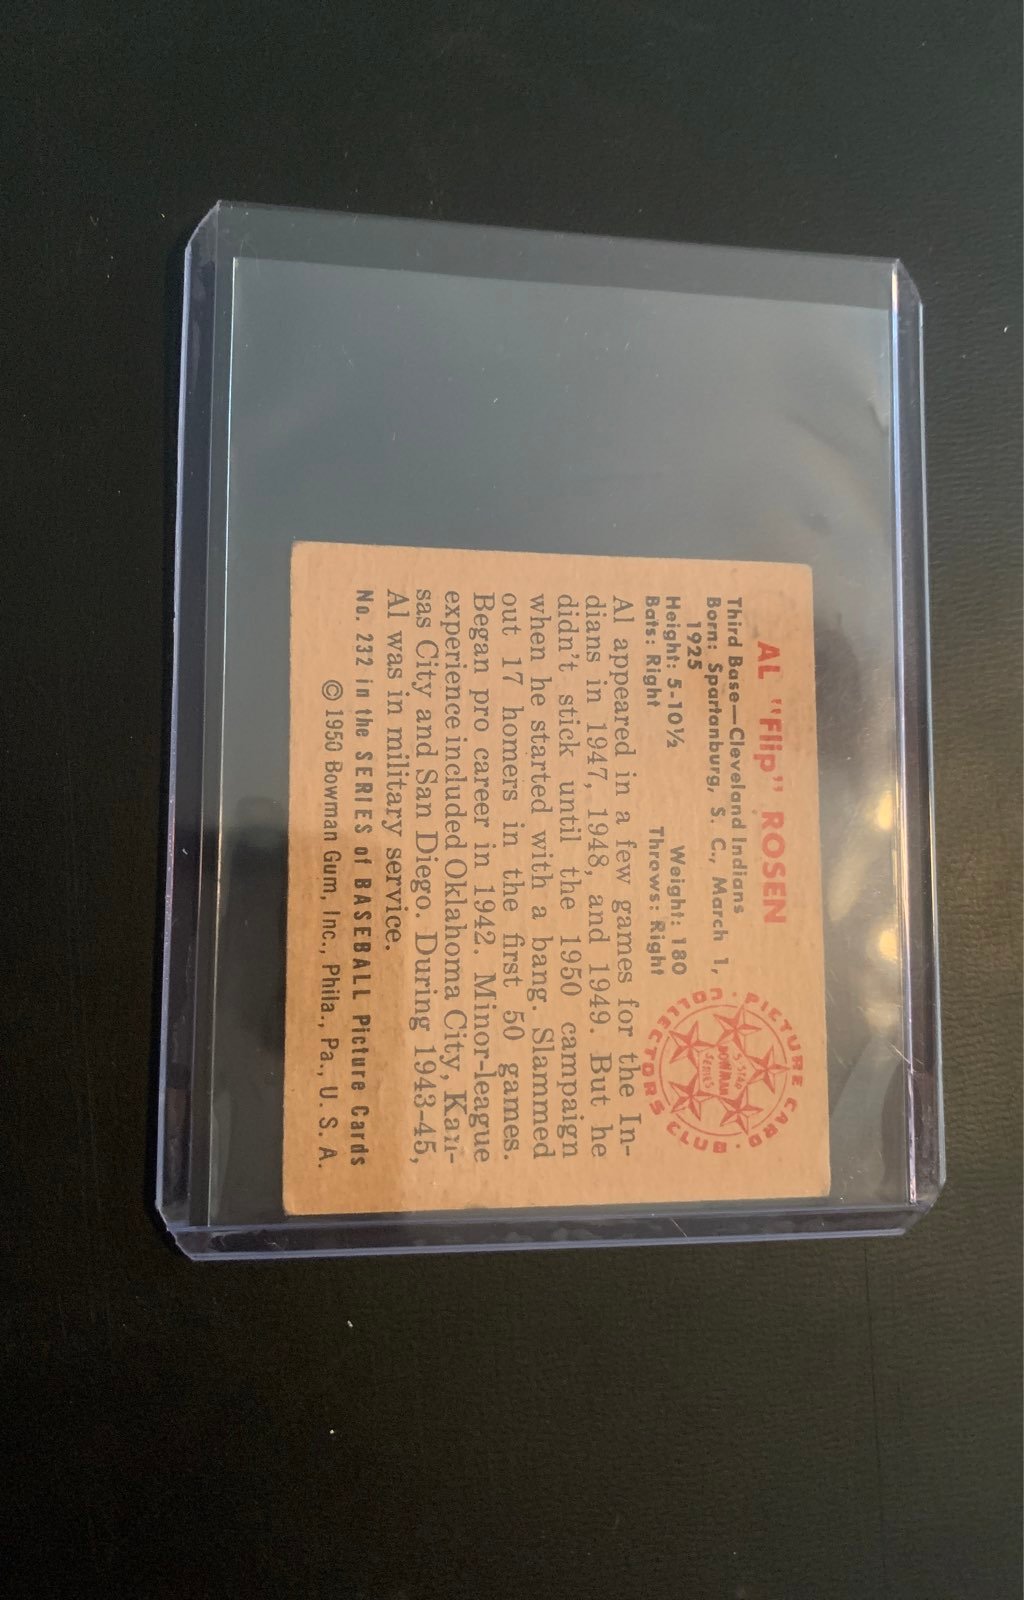 AL "Flip" ROSEN
Third Base—Cleveland Indians
Born: Spartanburg, S. C., March 1,
1925
Height: 5-10½ Weight: 180
Bats: Right Throws: Right
PICTURE CARD
COLLECTORS CLUB
5 STAR
BOWMAN
SERIES
Al appeared in a few games for the In-
dians in 1947, 1948, and 1949. But he
didn't stick until the 1950 campaign
when he started with a bang. Slammed
out 17 homers in the first 50 games.
Began pro career in 1942. Minor-league
experience included Oklahoma City, Kan-
sas City and San Diego. During 1943-45,
Al was in military service.
No. 232 in the SERIES of BASEBALL Picture Cards
© 1950 Bowman Gum, Inc., Phila., Pa., U. S. A.